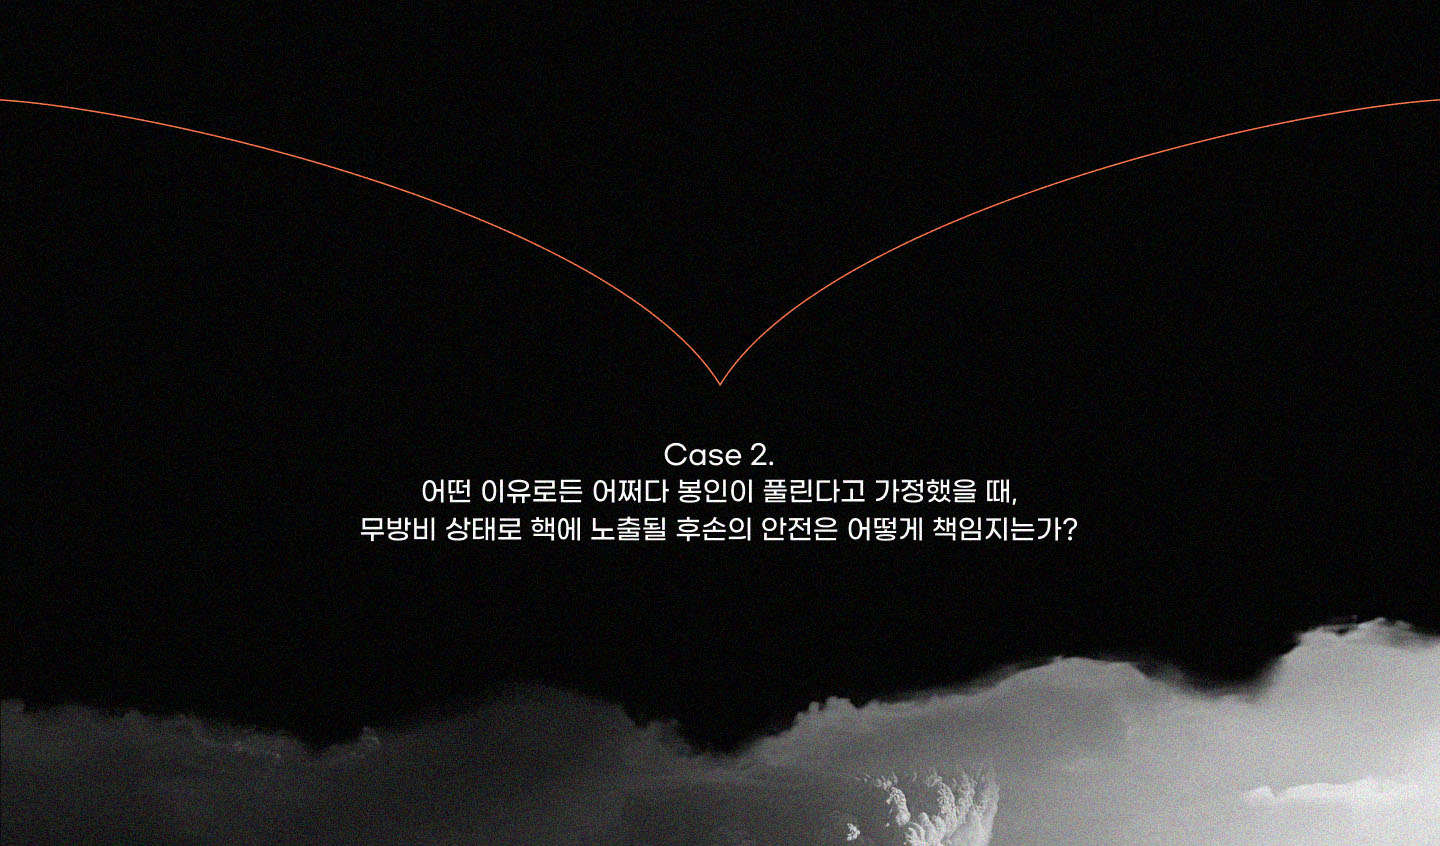 Case 2.
어떤 이유로든 어쩌다 봉인이 풀린다고 가정했을 때,
무방비 상태로 핵에 노출될 후손의 안전은 어떻게 책임지는가?